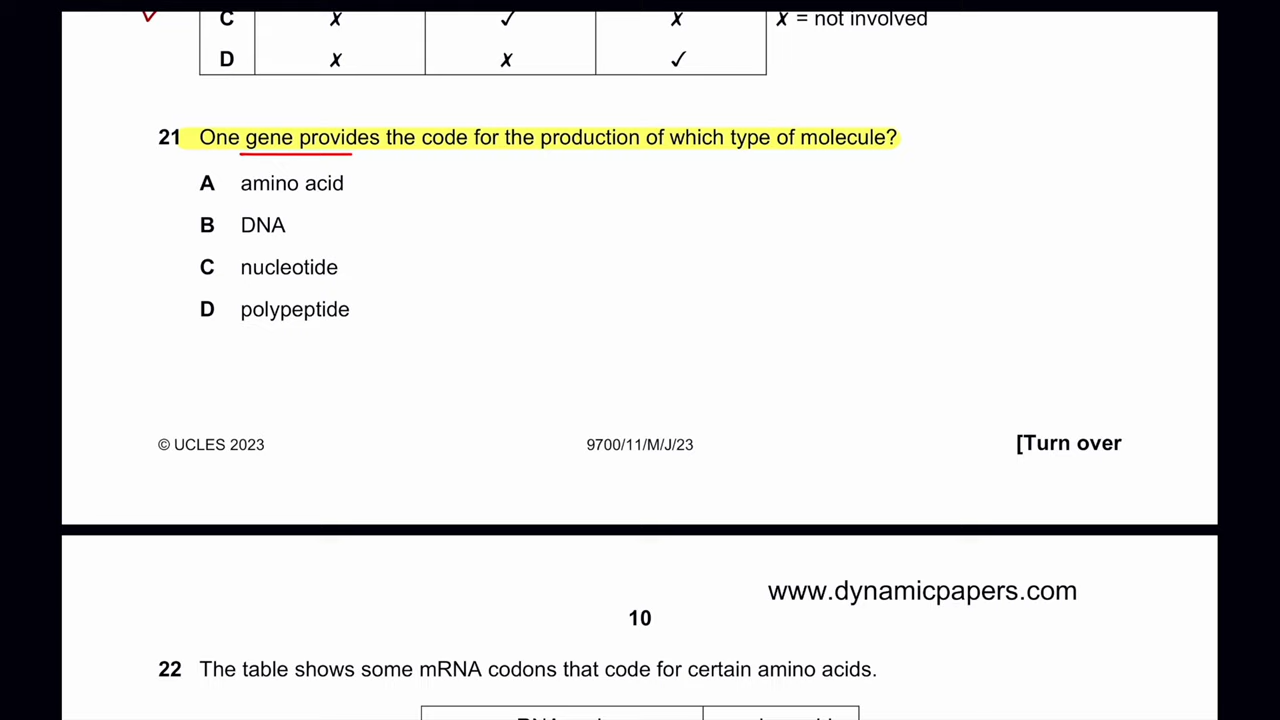 C ✗ ✓ ✗ ✗ = not involved
D ✗ ✗ ✓
21 One gene provides the code for the production of which type of molecule?
A amino acid
B DNA
C nucleotide
D polypeptide
© UCLES 2023 9700/11/M/J/23 [Turn over
www.dynamicpapers.com
10
22 The table shows some mRNA codons that code for certain amino acids.